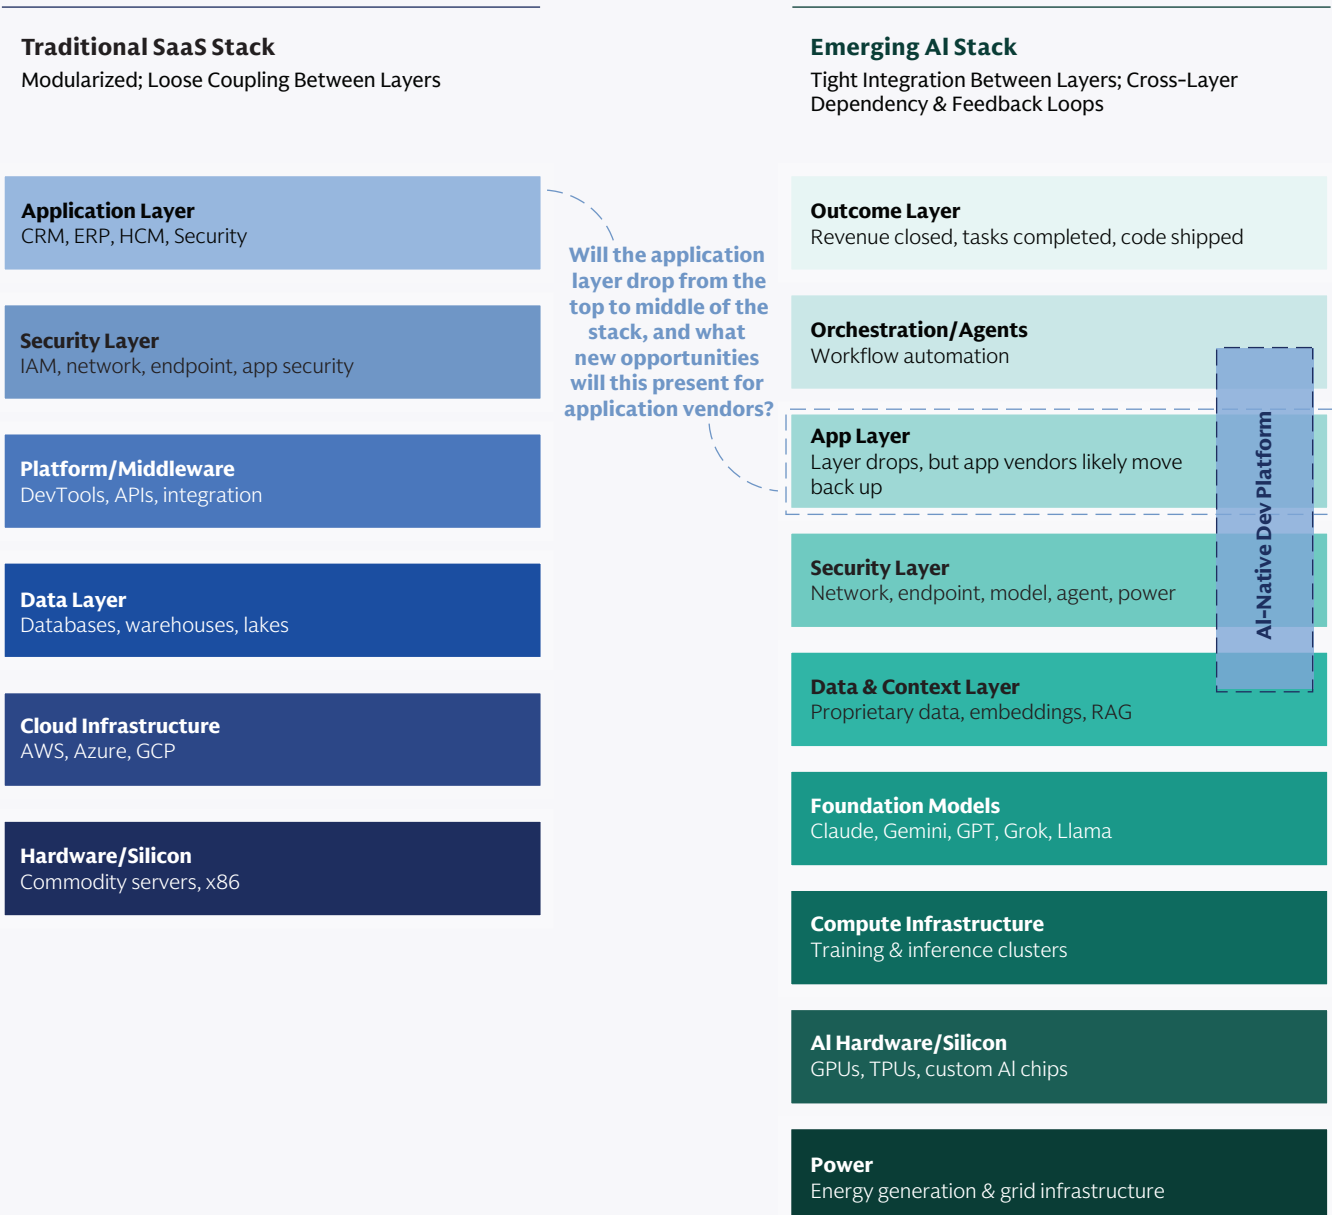 Traditional SaaS Stack
Modularized; Loose Coupling Between Layers
Application Layer
CRM, ERP, HCM, Security
Security Layer
IAM, network, endpoint, app security
Platform/Middleware
DevTools, APIs, integration
Data Layer
Databases, warehouses, lakes
Cloud Infrastructure
AWS, Azure, GCP
Hardware/Silicon
Commodity servers, x86
Will the application
layer drop from the
top to middle of the
stack, and what
new opportunities
will this present for
application vendors?
Emerging AI Stack
Tight Integration Between Layers; Cross-Layer
Dependency & Feedback Loops
Outcome Layer
Revenue closed, tasks completed, code shipped
Orchestration/Agents
Workflow automation
App Layer
Layer drops, but app vendors likely move
back up
Security Layer
Network, endpoint, model, agent, power
Data & Context Layer
Proprietary data, embeddings, RAG
Foundation Models
Claude, Gemini, GPT, Grok, Llama
Compute Infrastructure
Training & inference clusters
AI Hardware/Silicon
GPUs, TPUs, custom AI chips
Power
Energy generation & grid infrastructure
AI-Native Dev Platform